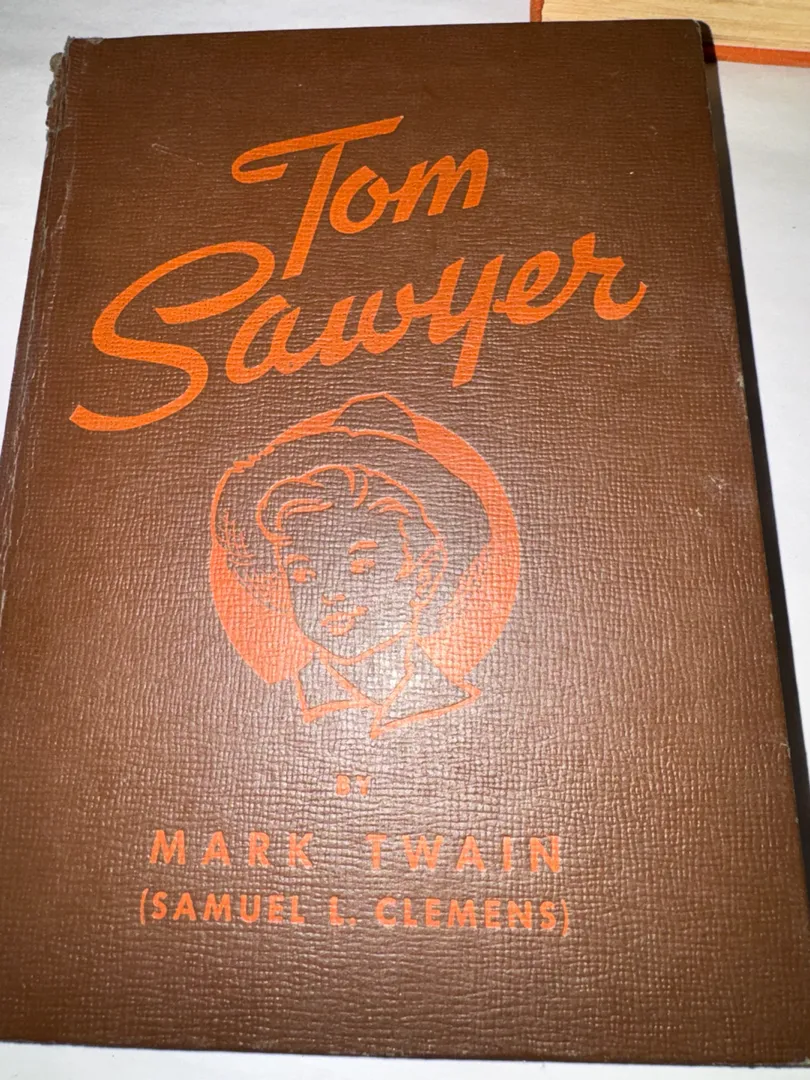 Tom
Sawyer
BY
MARK TWAIN
(SAMUEL L. CLEMENS)